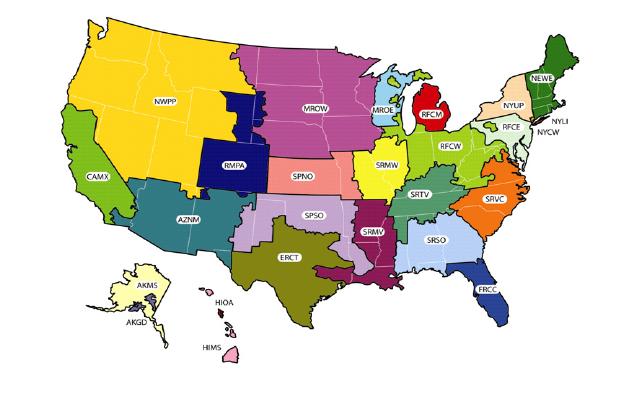 NEWE
NWPP
MROW
MROE
RFCM
NYUP
NYLI
RFCE
NYCW
RFCW
RMPA
SPNO
SRMW
CAMX
SRTV
SRVC
AZNM
SPSO
SRMV
SRSO
ERCT
FRCC
AKMS
HIOA
AKGD
HIMS